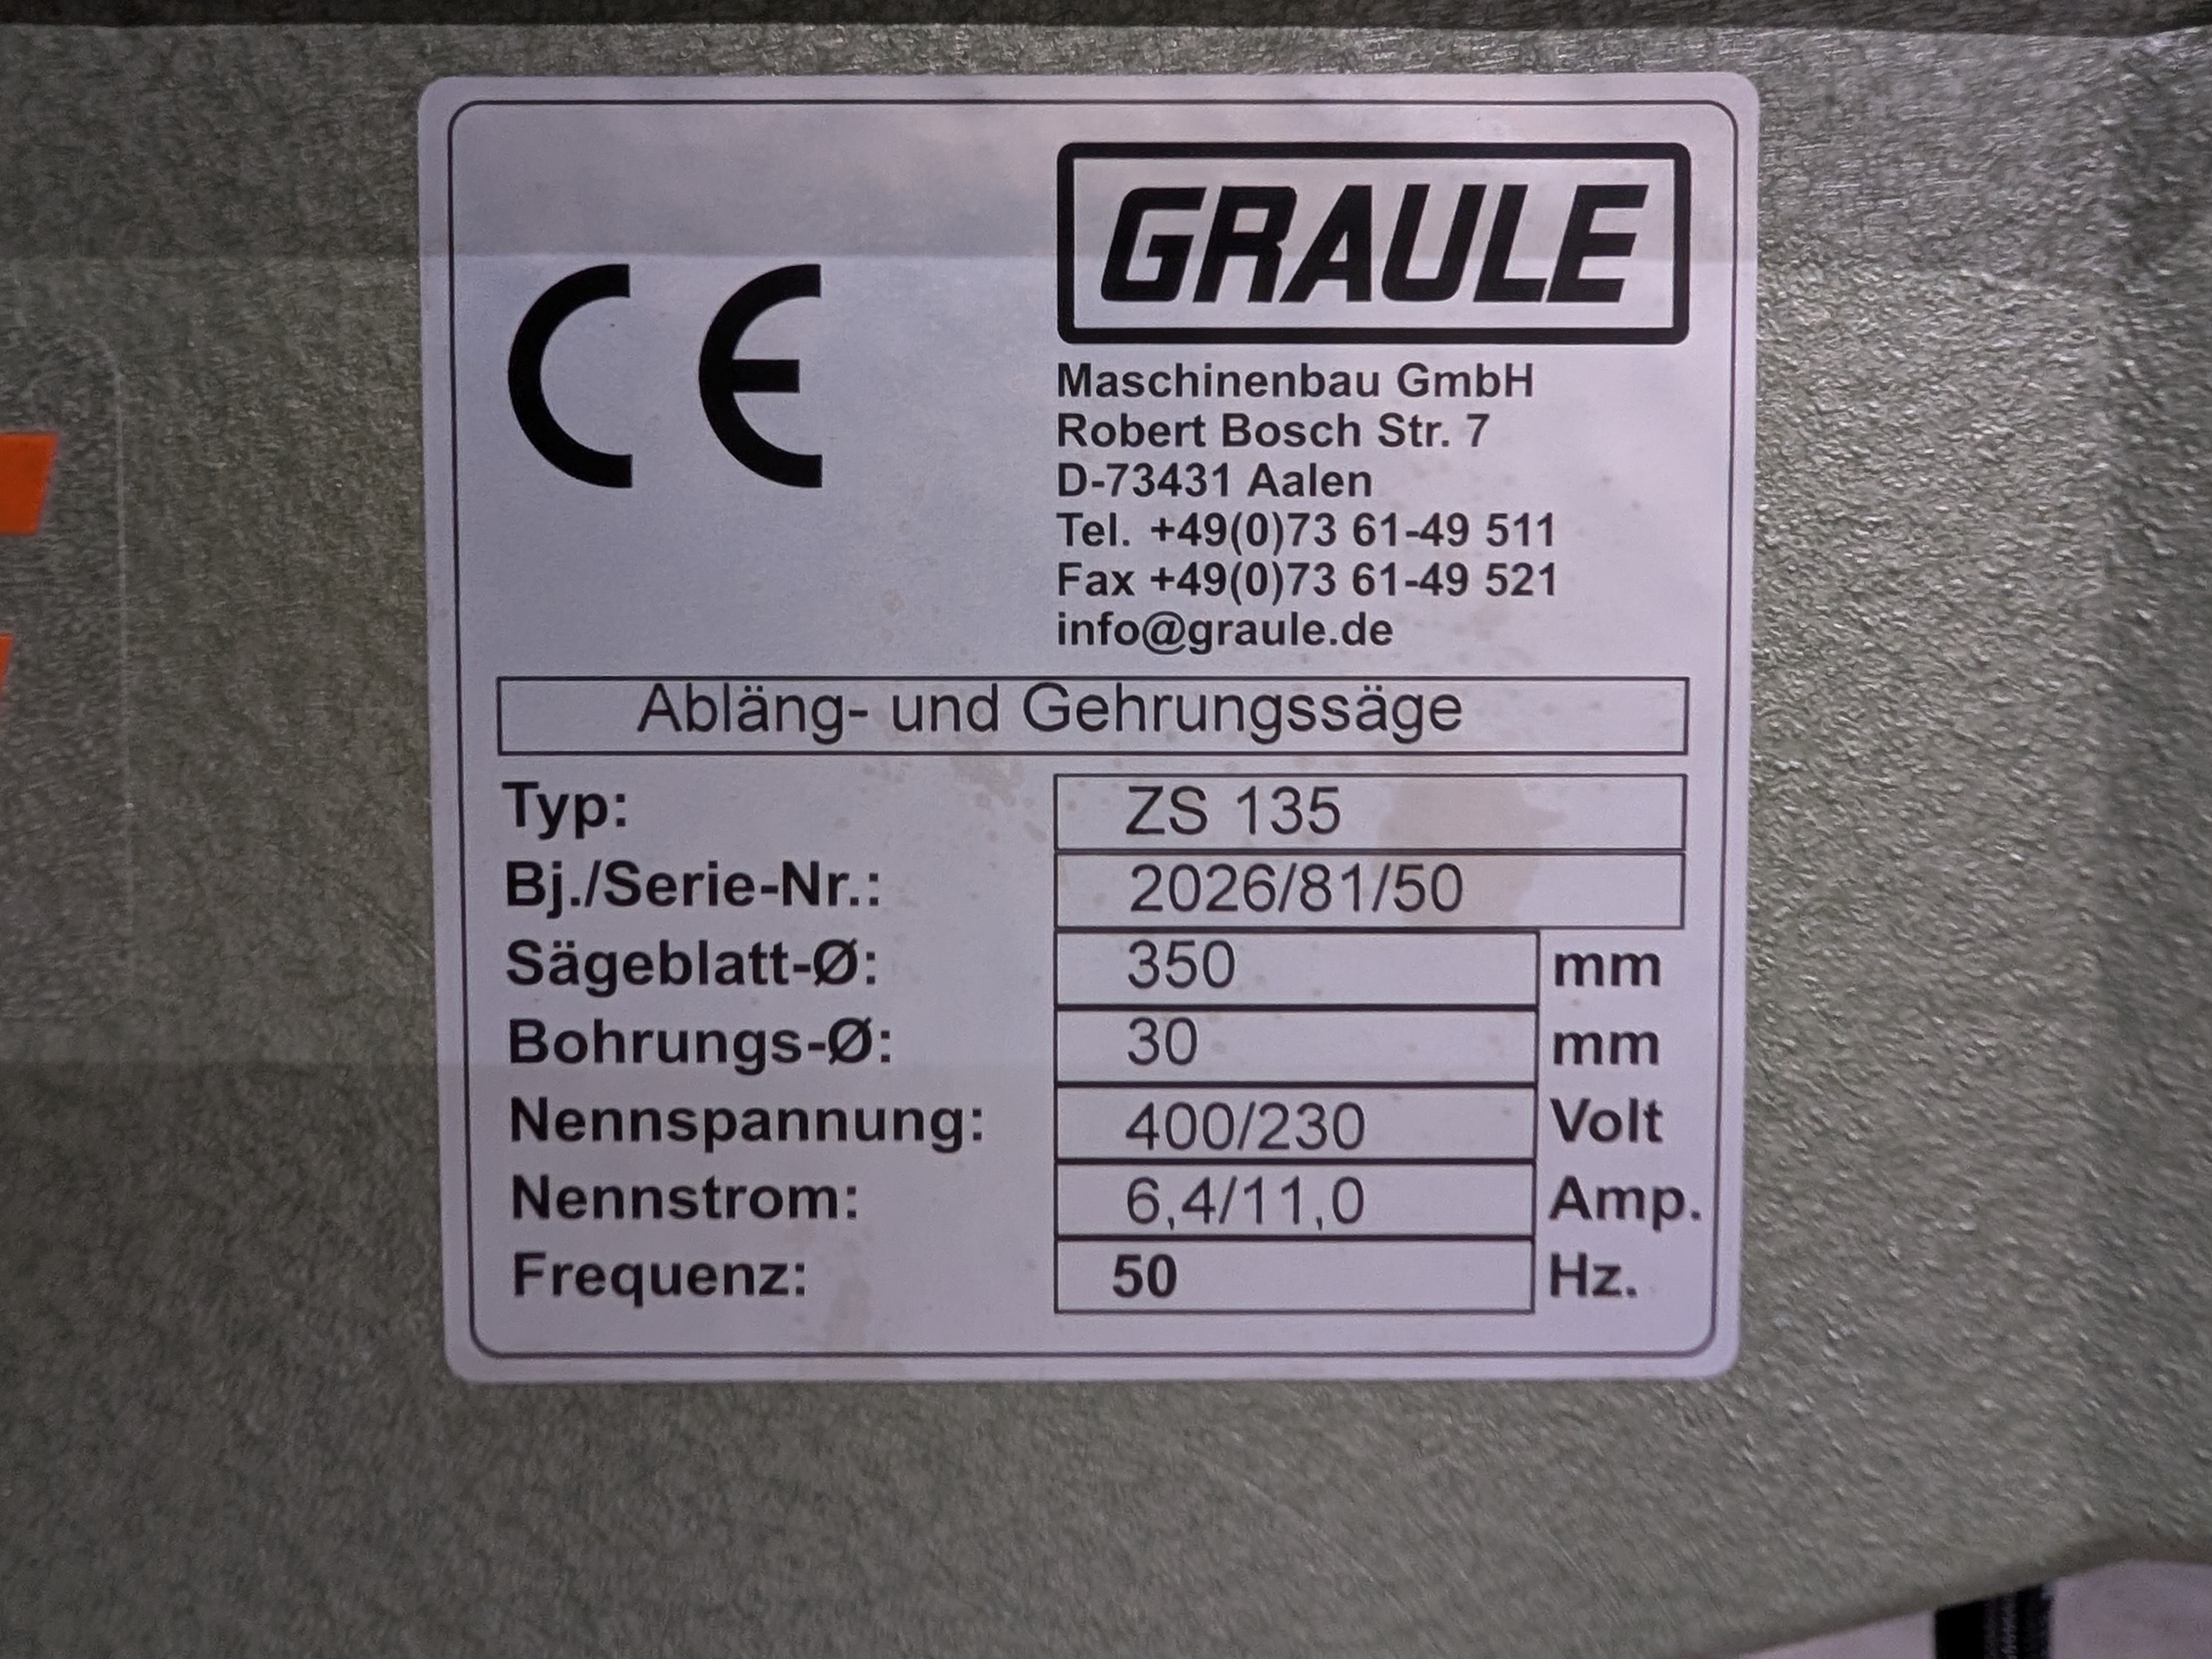 CE
GRAULE
Maschinenbau GmbH
Robert Bosch Str. 7
D-73431 Aalen
Tel. +49(0)73 61-49 511
Fax +49(0)73 61-49 521
info@graule.de
Abläng- und Gehrungssäge
Typ: ZS 135
Bj./Serie-Nr.: 2026/81/50
Sägeblatt-Ø: 350 mm
Bohrungs-Ø: 30 mm
Nennspannung: 400/230 Volt
Nennstrom: 6,4/11,0 Amp.
Frequenz: 50 Hz.